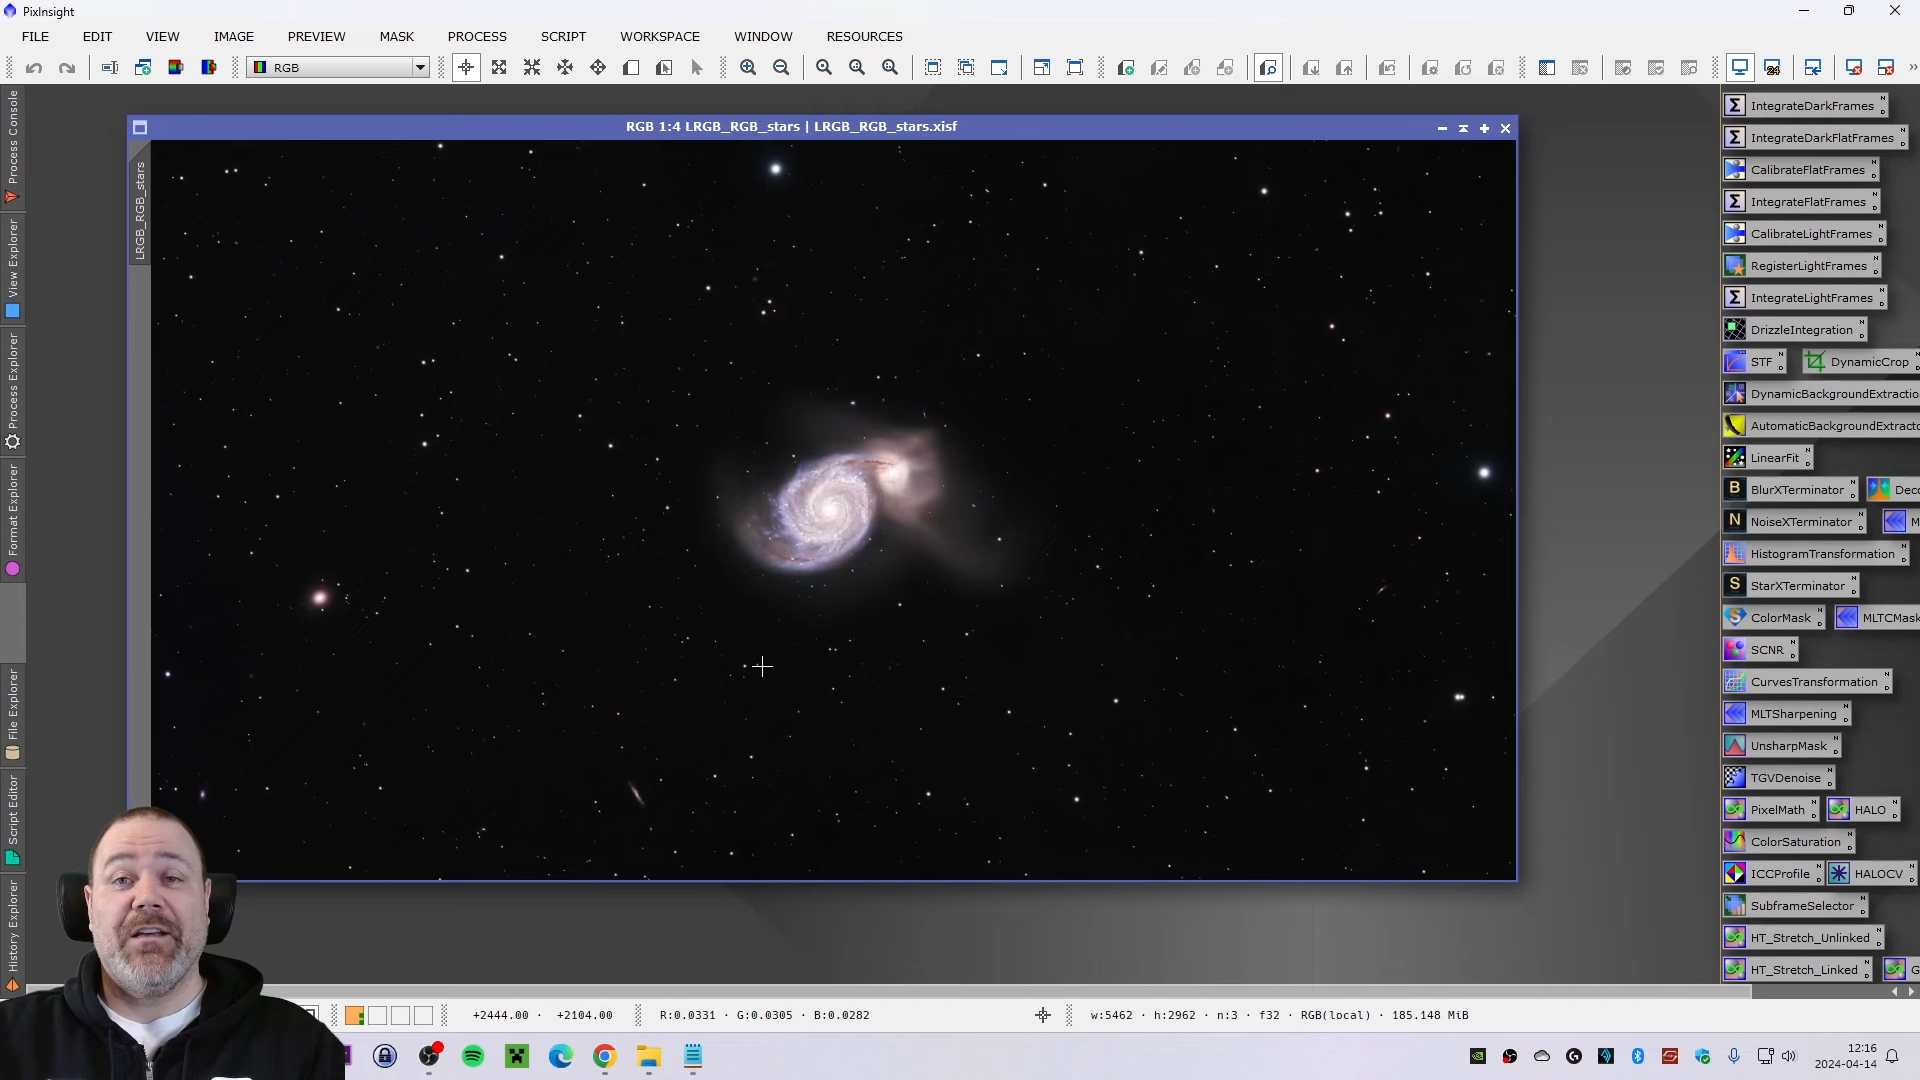 PixInsight
FILE EDIT VIEW IMAGE PREVIEW MASK PROCESS SCRIPT WORKSPACE WINDOW RESOURCES
RGB
24
RGB 1:4 LRGB_RGB_stars | LRGB_RGB_stars.xisf
LRGB_RGB_stars
Process Console
View Explorer
Process Explorer
Format Explorer
File Explorer
Script Editor
History Explorer
IntegrateDarkFrames
IntegrateDarkFlatFrames
CalibrateFlatFrames
IntegrateFlatFrames
CalibrateLightFrames
RegisterLightFrames
IntegrateLightFrames
DrizzleIntegration
STF DynamicCrop
DynamicBackgroundExtractio
AutomaticBackgroundExtracto
LinearFit
BlurXTerminator Deco
NoiseXTerminator M
HistogramTransformation
StarXTerminator
ColorMask MLTCMask
SCNR
CurvesTransformation
MLTSharpening
UnsharpMask
TGVDenoise
PixelMath HALO
ColorSaturation
ICCProfile HALOCV
SubframeSelector
HT_Stretch_Unlinked
HT_Stretch_Linked G
+2444.00 · +2104.00 R:0.0331 · G:0.0305 · B:0.0282 w:5462 · h:2962 · n:3 · f32 · RGB(local) · 185.148 MiB
12:16
2024-04-14